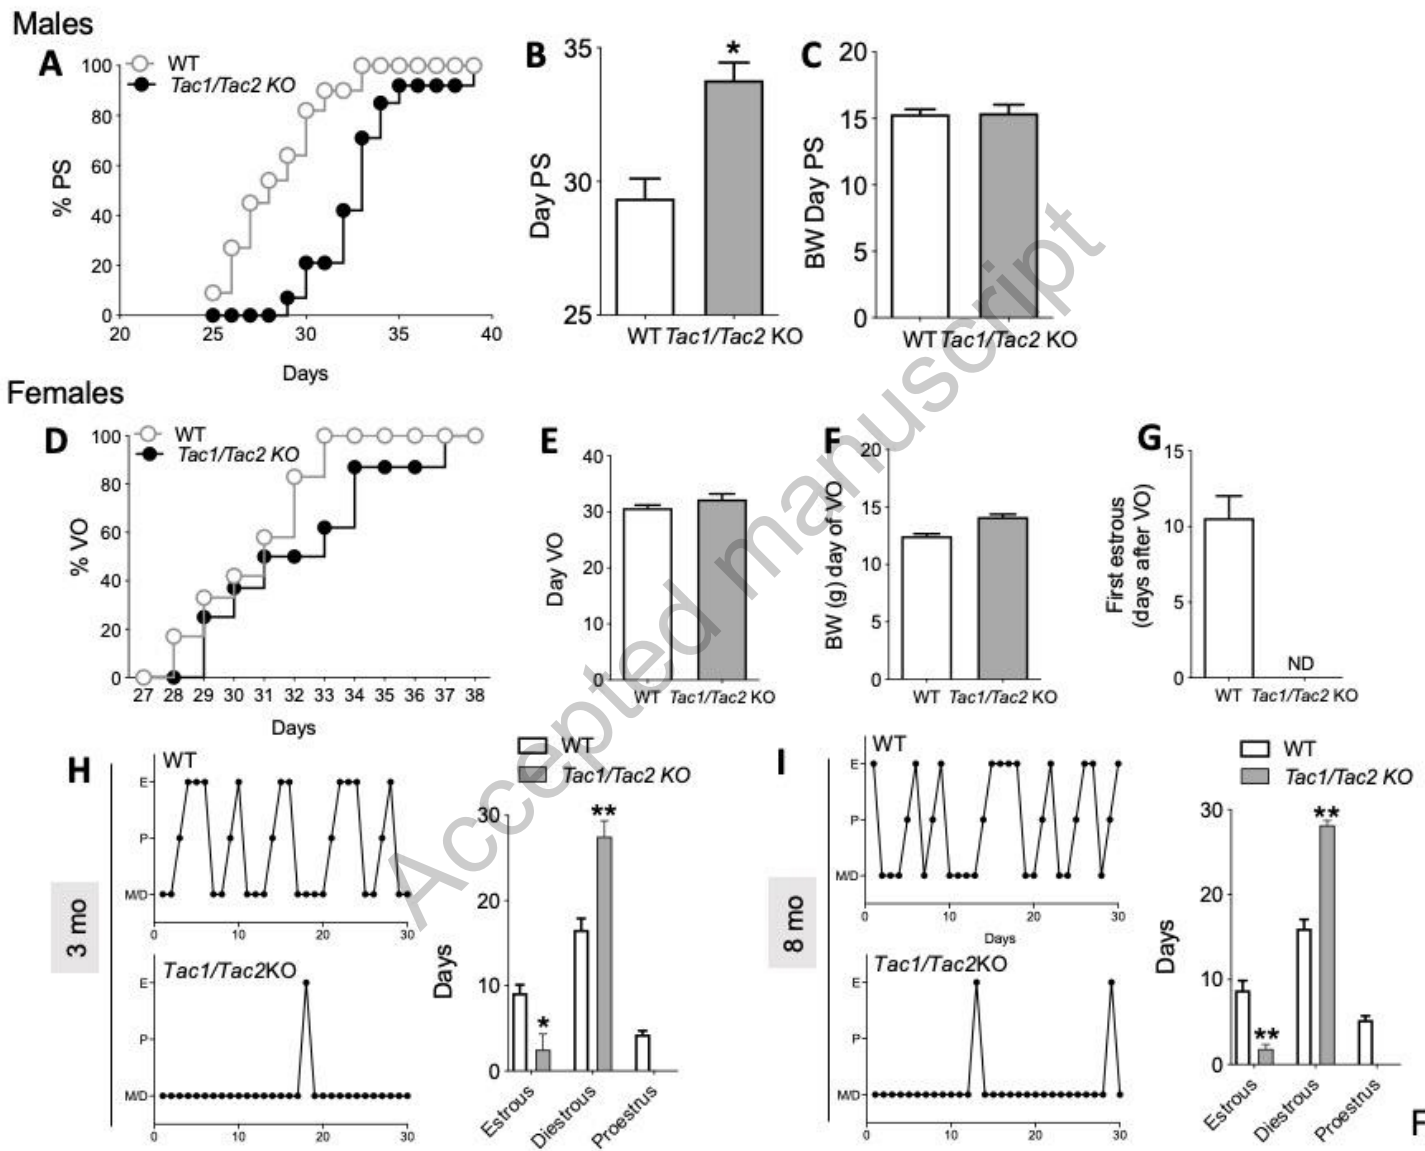 Males
A
WT
Tac1/Tac2 KO
% PS
100
80
60
40
20
0
20
25
30
35
40
Days
B
*
Day PS
35
30
25
WT Tac1/Tac2 KO
C
BW Day PS
20
15
10
5
0
WT Tac1/Tac2 KO
Females
D
WT
Tac1/Tac2 KO
% VO
100
80
60
40
20
0
27 28 29 30 31 32 33 34 35 36 37 38
Days
E
Day VO
40
30
20
10
0
WT Tac1/Tac2 KO
F
BW (g) day of VO
20
15
10
5
0
WT Tac1/Tac2 KO
G
First estrous
(days after VO)
15
10
5
0
ND
WT Tac1/Tac2 KO
H
3 mo
WT
E
P
M/D
0 10 20 30
Tac1/Tac2KO
E
P
M/D
0 10 20 30
WT
Tac1/Tac2 KO
Days
30
20
10
0
*
**
Estrous
Diestrous
Proestrus
I
8 mo
WT
E
P
M/D
0 10 20 30
Days
Tac1/Tac2KO
E
P
M/D
0 10 20 30
WT
Tac1/Tac2 KO
Days
30
20
10
0
**
**
Estrous
Diestrous
Proestrus
F
Accepted manuscript